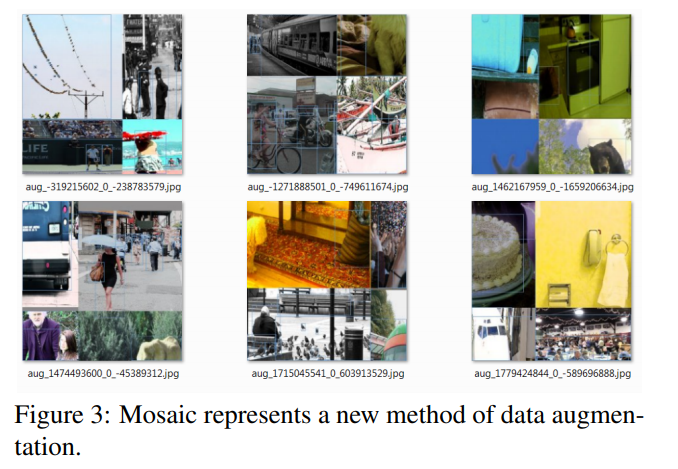 LIFE
aug_-319215602_0_-238783579.jpg
aug_-1271888501_0_-749611674.jpg
aug_1462167959_0_-1659206634.jpg
aug_1474493600_0_-45389312.jpg
aug_1715045541_0_603913529.jpg
aug_1779424844_0_-589696888.jpg
Figure 3: Mosaic represents a new method of data augmen-
tation.